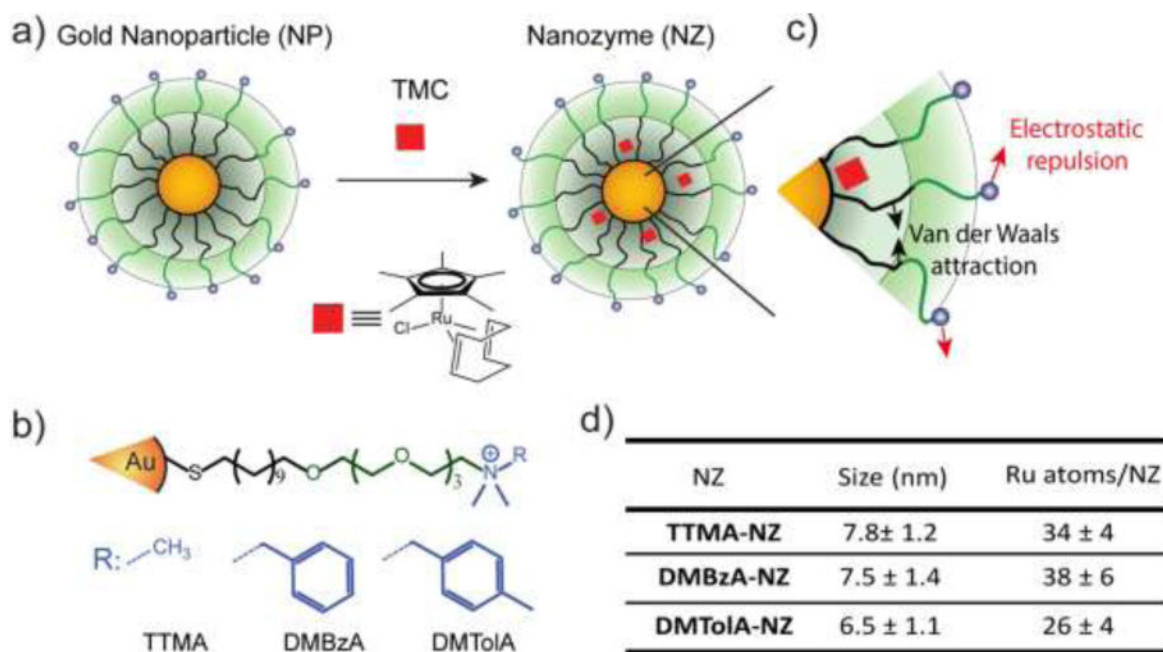 a)
Gold Nanoparticle (NP)
TMC
Nanozyme (NZ)
Ru
Cl
c)
Electrostatic
repulsion
Van der Waals
attraction
b)
Au
S
9
O
O
3
N
⊕
R
R:
CH3
TTMA
DMBzA
DMTolA
d)
NZ Size (nm) Ru atoms/NZ
TTMA-NZ 7.8± 1.2 34 ± 4
DMBzA-NZ 7.5 ± 1.4 38 ± 6
DMTolA-NZ 6.5 ± 1.1 26 ± 4